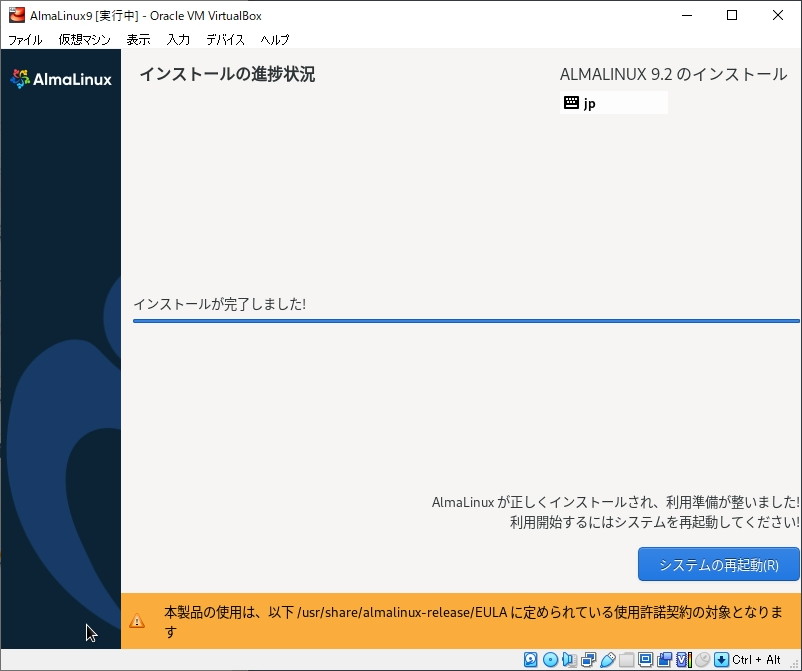 AlmaLinux9 [実行中] - Oracle VM VirtualBox
ファイル 仮想マシン 表示 入力 デバイス ヘルプ
AlmaLinux
インストールの進捗状況
ALMALINUX 9.2 のインストール
jp
インストールが完了しました!
AlmaLinux が正しくインストールされ、利用準備が整いました!
利用開始するにはシステムを再起動してください!
システムの再起動(R)
本製品の使用は、以下 /usr/share/almalinux-release/EULA に定められている使用許諾契約の対象となりま
す
Ctrl + Alt